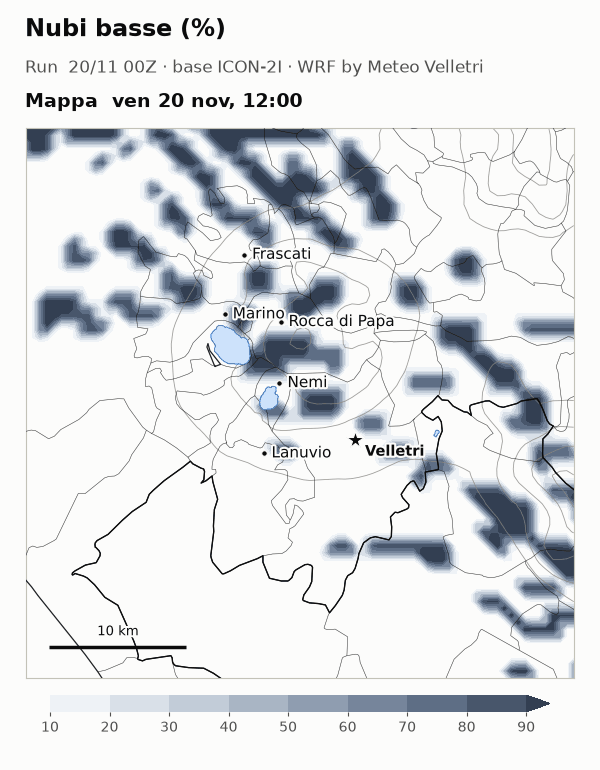 Nubi basse (%)
Run 20/11 00Z · base ICON-2I · WRF by Meteo Velletri
Mappa ven 20 nov, 12:00
Frascati
Marino
Rocca di Papa
Nemi
Velletri
Lanuvio
10 km
10 20 30 40 50 60 70 80 90